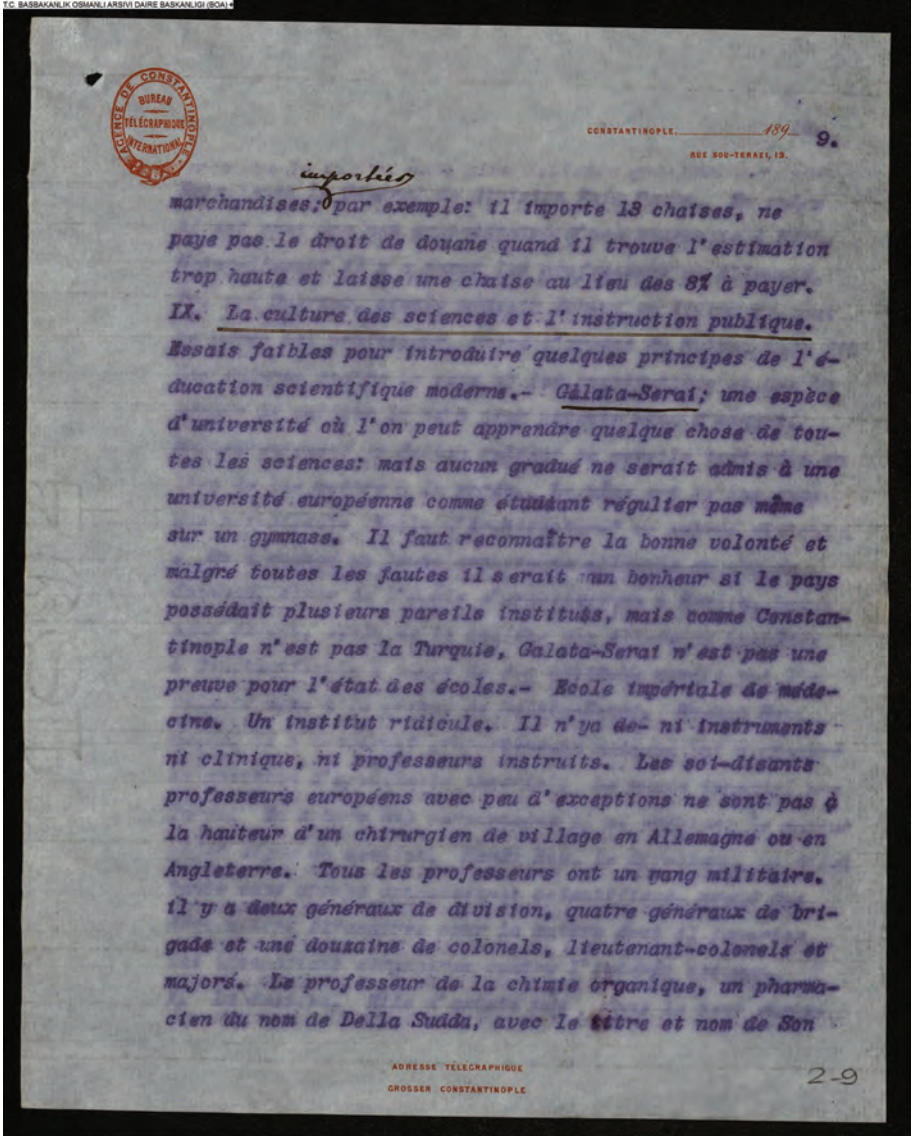 T.C. BASBAKANLIK OSMANLI ARSIVI DAIRE BASKANLIGI (BOA)
AGENCE DE CONSTANTINOPLE
BUREAU
TÉLÉGRAPHIQUE
INTERNATIONAL
CONSTANTINOPLE, 189 9.
RUE SOU-TERAZI, 13.
importées
marchandises; par exemple: il importe 13 chaises, ne
paye pas le droit de douane quand il trouve l'estimation
trop haute et laisse une chaise au lieu des 8% à payer.
IX. La culture des sciences et l'instruction publique.
Essais faibles pour introduire quelques principes de l'é-
ducation scientifique moderne.- Galata-Serai; une espèce
d'université où l'on peut apprendre quelque chose de tou-
tes les sciences: mais aucun gradué ne serait admis à une
université européenne comme étudiant régulier pas même
sur un gymnass. Il faut reconnaître la bonne volonté et
malgré toutes les fautes il serait un bonheur si le pays
possédait plusieurs pareils instituts, mais comme Constan-
tinople n'est pas la Turquie, Galata-Serai n'est pas une
preuve pour l'état des écoles.- Ecole impériale de méde-
cine. Un institut ridicule. Il n'ya de- ni instruments
ni clinique, ni professeurs instruits. Les soi-disants
professeurs européens avec peu d'exceptions ne sont pas à
la hauteur d'un chirurgien de village en Allemagne ou en
Angleterre. Tous les professeurs ont un rang militaire.
il y a deux généraux de division, quatre généraux de bri-
gade et une douzaine de colonels, lieutenant-colonels et
majors. Le professeur de la chimie organique, un pharma-
cien du nom de Della Sudda, avec le titre et nom de Son
ADRESSE TÉLÉGRAPHIQUE
GROSSER CONSTANTINOPLE
2-9